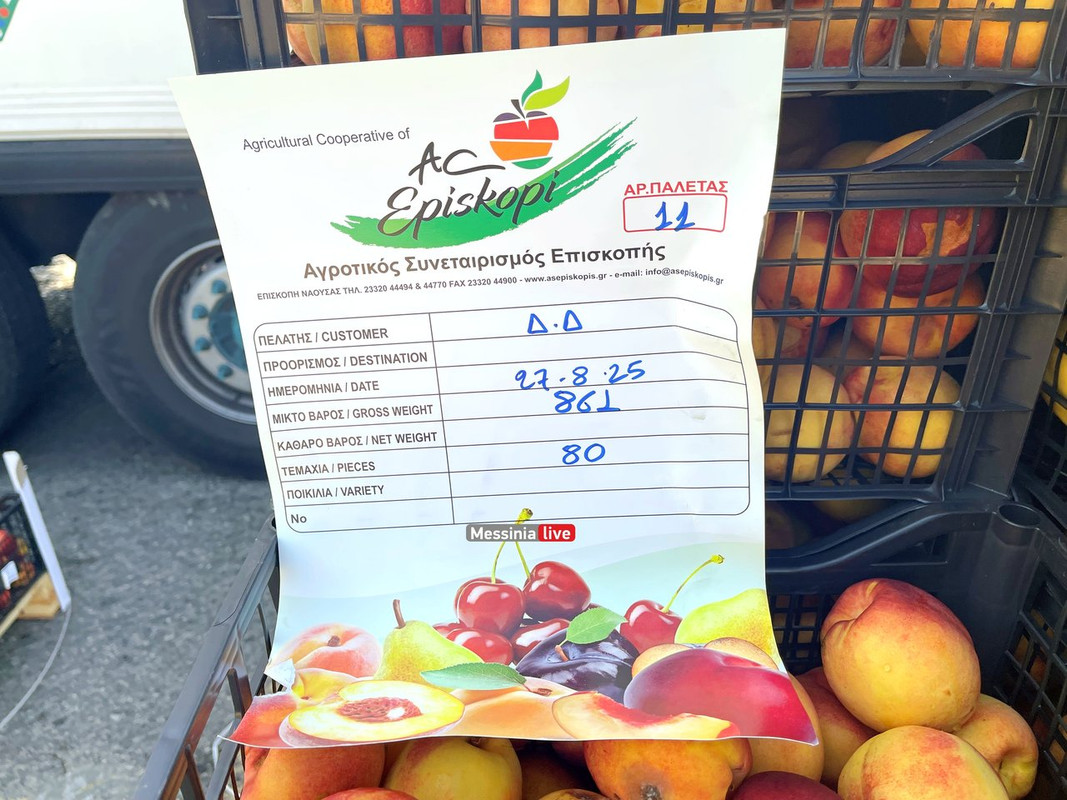 Agricultural Cooperative of
AC
Episkopi
ΑΡ.ΠΑΛΕΤΑΣ
11
Αγροτικός Συνεταιρισμός Επισκοπής
ΕΠΙΣΚΟΠΗ ΝΑΟΥΣΑΣ ΤΗΛ. 23320 44494 & 44770 FAX 23320 44900 - www.asepiskopis.gr - e-mail: info@asepiskopis.gr
ΠΕΛΑΤΗΣ / CUSTOMER Δ.Δ
ΠΡΟΟΡΙΣΜΟΣ / DESTINATION
ΗΜΕΡΟΜΗΝΙΑ / DATE 27.8.25
ΜΙΚΤΟ ΒΑΡΟΣ / GROSS WEIGHT 861
ΚΑΘΑΡΟ ΒΑΡΟΣ / NET WEIGHT
ΤΕΜΑΧΙΑ / PIECES 80
ΠΟΙΚΙΛΙΑ / VARIETY
No
Messinia live